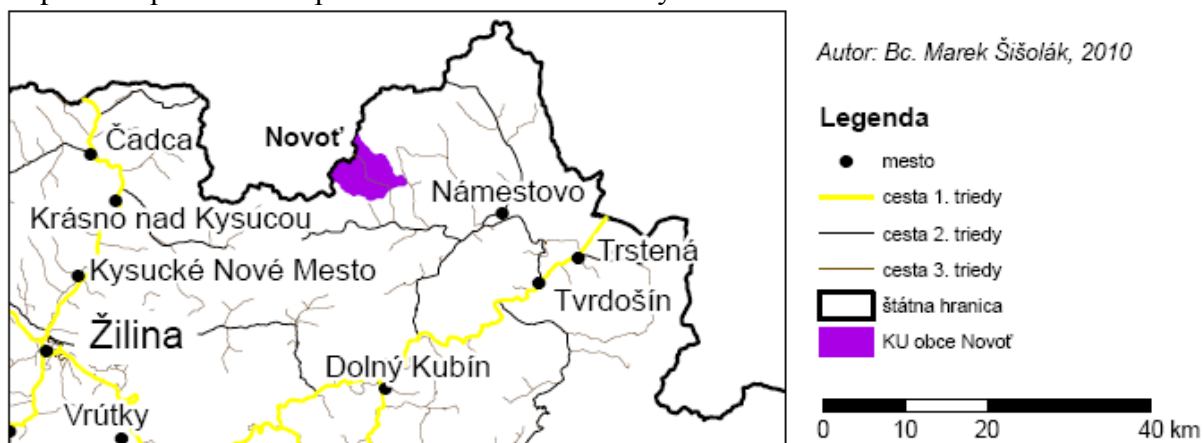 Autor: Bc. Marek Šišolák, 2010
Novoť
Čadca
Námestovo
Krásno nad Kysucou
Trstená
Kysucké Nové Mesto
Tvrdošín
Žilina
Dolný Kubín
Vrútky
Legenda
mesto
cesta 1. triedy
cesta 2. triedy
cesta 3. triedy
štátna hranica
KU obce Novoť
0 10 20 40 km